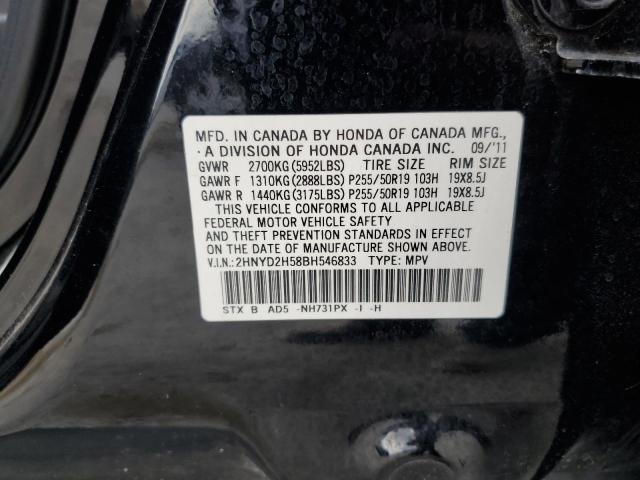 MFD. IN CANADA BY HONDA OF CANADA MFG.,
· A DIVISION OF HONDA CANADA INC. 09/'11
GVWR 2700KG(5952LBS) TIRE SIZE RIM SIZE
GAWR F 1310KG(2888LBS) P255/50R19 103H 19X8.5J
GAWR R 1440KG(3175LBS) P255/50R19 103H 19X8.5J
THIS VEHICLE CONFORMS TO ALL APPLICABLE
FEDERAL MOTOR VEHICLE SAFETY
AND THEFT PREVENTION STANDARDS IN EFFECT
ON THE DATE OF MANUFACTURE SHOWN ABOVE.
V.I.N.:2HNYD2H58BH546833 TYPE: MPV
STX B AD5 -NH731PX -I -H